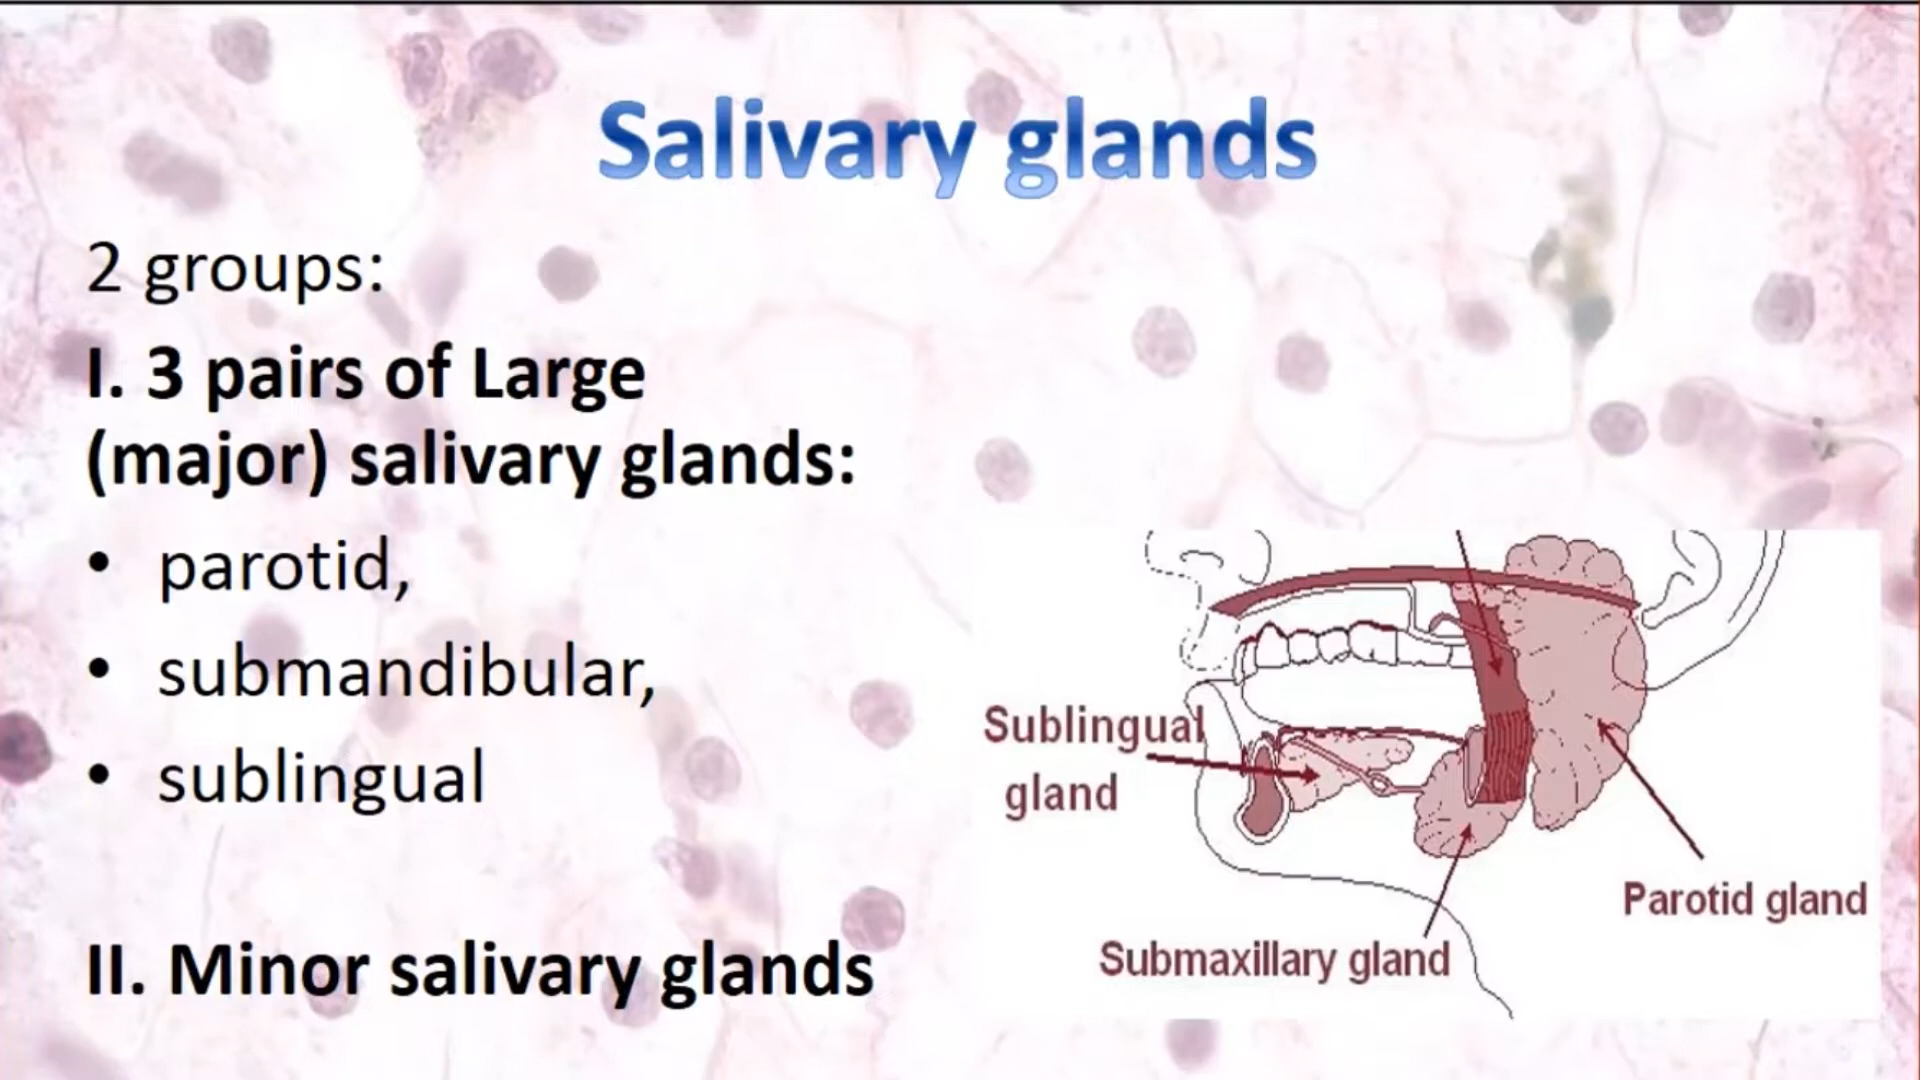 Salivary glands
2 groups:
I. 3 pairs of Large
(major) salivary glands:
• parotid,
• submandibular,
• sublingual
II. Minor salivary glands
Sublingual
gland
Parotid gland
Submaxillary gland